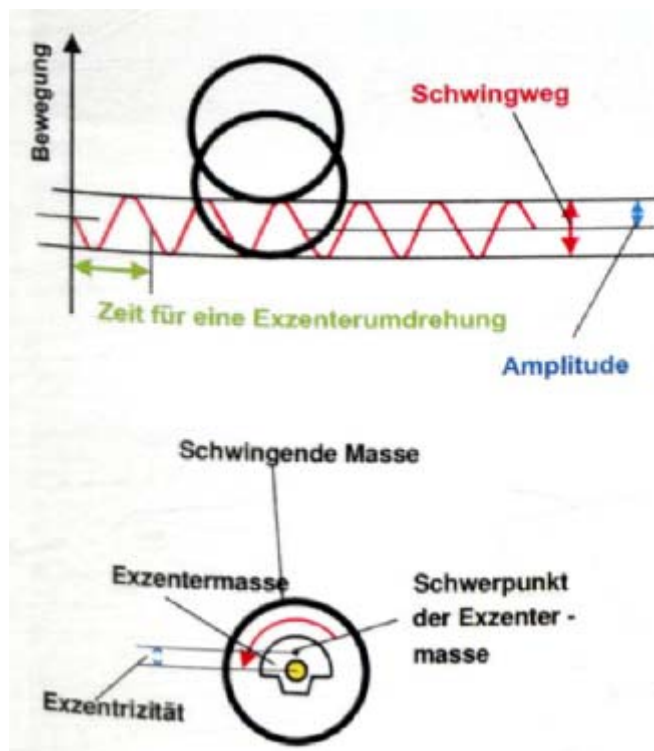 Bewegung
Schwingweg
Zeit für eine Exzenterumdrehung
Amplitude
Schwingende Masse
Exzentermasse
Schwerpunkt
der Exzenter -
masse
Exzentrizität